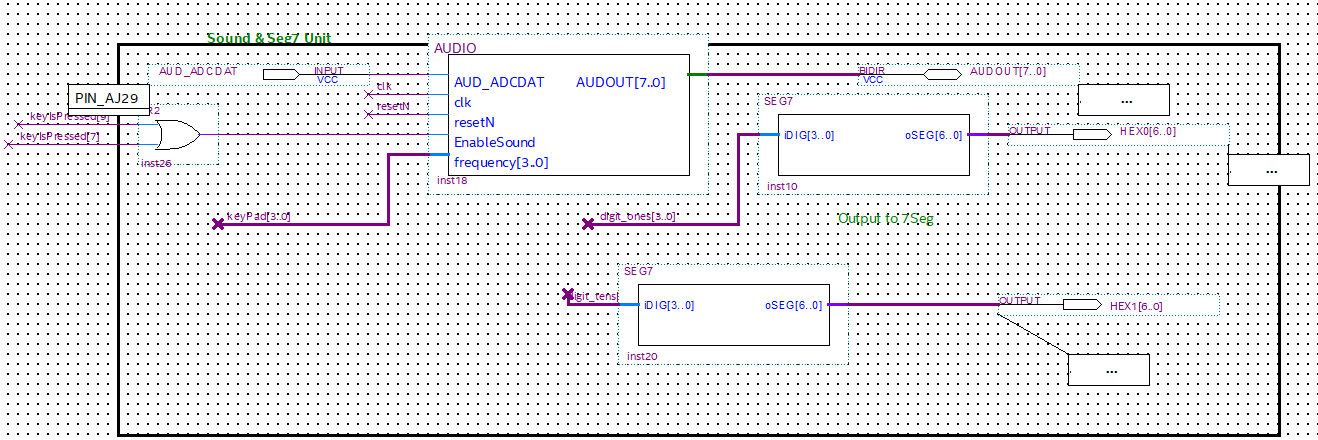 Sound & Seg7 Unit
AUDIO
AUD_ADCDAT
INPUT
VCC
PIN_AJ29
clk
resetN
keyIsPressed[9]
keyIsPressed[7]
inst26
AUD_ADCDAT AUDOUT[7..0]
clk
resetN
EnableSound
frequency[3..0]
inst18
BIDIR
VCC
AUDOUT[7..0]
...
SEG7
iDIG[3..0] oSEG[6..0]
inst10
OUTPUT
HEX0[6..0]
...
keyPad[3..0]
digit_ones[3..0]
Output to 7Seg
SEG7
digit_tens
iDIG[3..0] oSEG[6..0]
inst20
OUTPUT
HEX1[6..0]
...